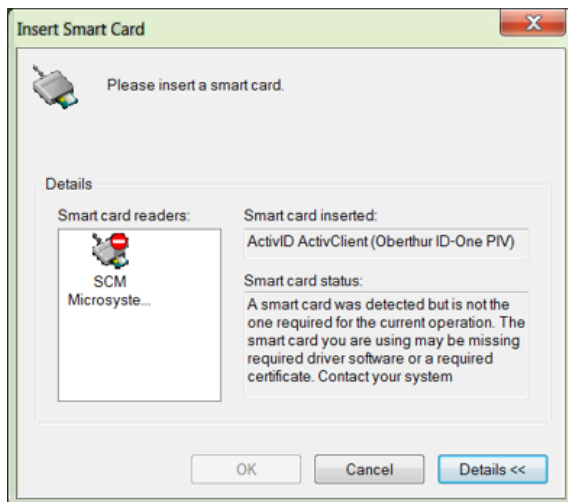 Insert Smart Card
Please insert a smart card.
Details
Smart card readers:
SCM
Microsyste...
Smart card inserted:
ActivID ActivClient (Oberthur ID-One PIV)
Smart card status:
A smart card was detected but is not the
one required for the current operation. The
smart card you are using may be missing
required driver software or a required
certificate. Contact your system
OK
Cancel
Details <<